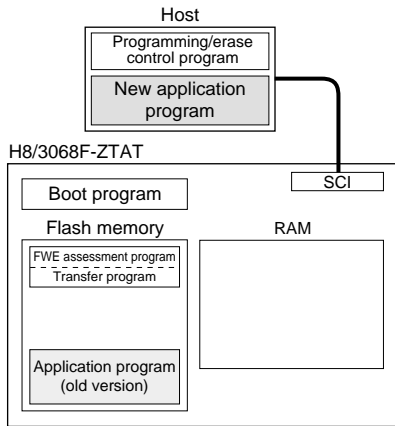 Host
Programming/erase
control program
New application
program
H8/3068F-ZTAT
SCI
Boot program
Flash memory
RAM
FWE assessment program
Transfer program
Application program
(old version)